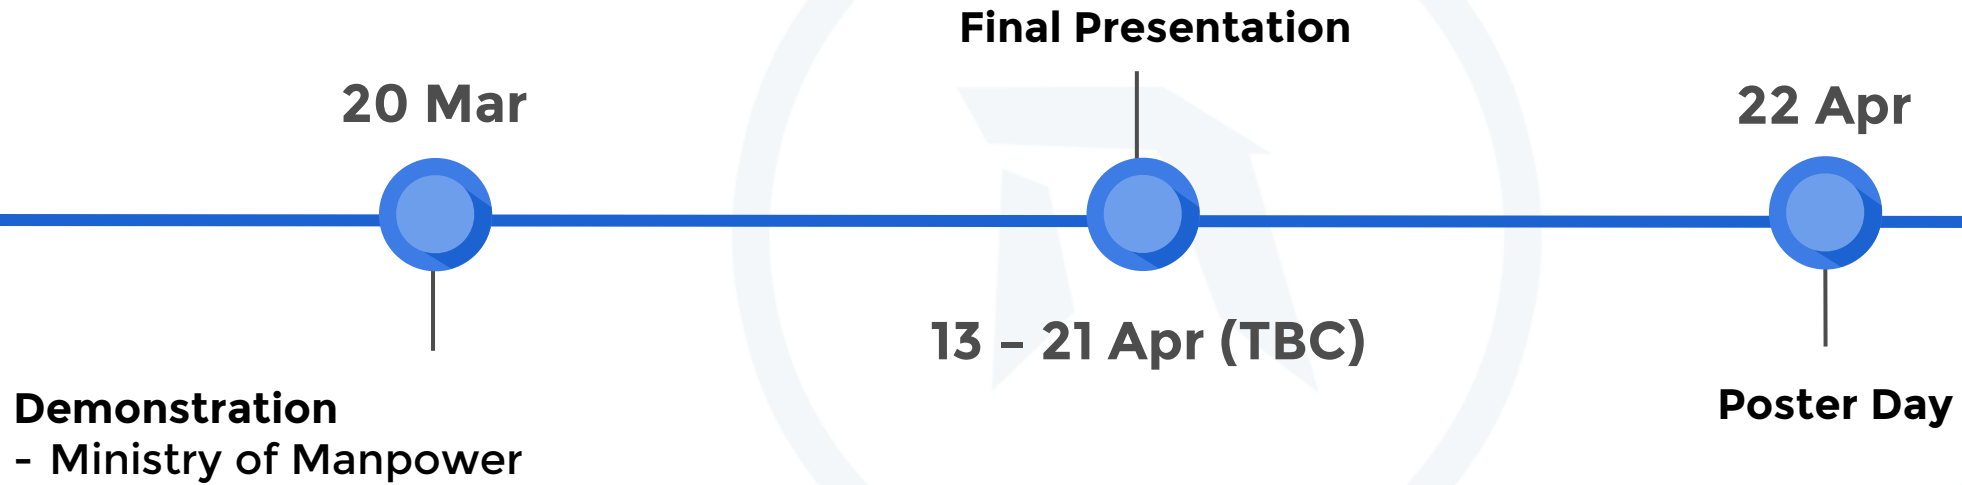 Final Presentation
20 Mar
22 Apr
13 – 21 Apr (TBC)
Demonstration
- Ministry of Manpower
Poster Day